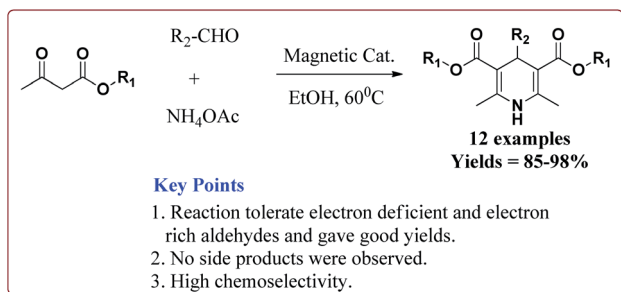 O
O
O
R₁
R₂-CHO
+
NH₄OAc
Magnetic Cat.
EtOH, 60⁰C
O
R₂
O
R₁
O
O
R₁
N
H
12 examples
Yields = 85-98%
Key Points
1. Reaction tolerate electron deficient and electron
rich aldehydes and gave good yields.
2. No side products were observed.
3. High chemoselectivity.